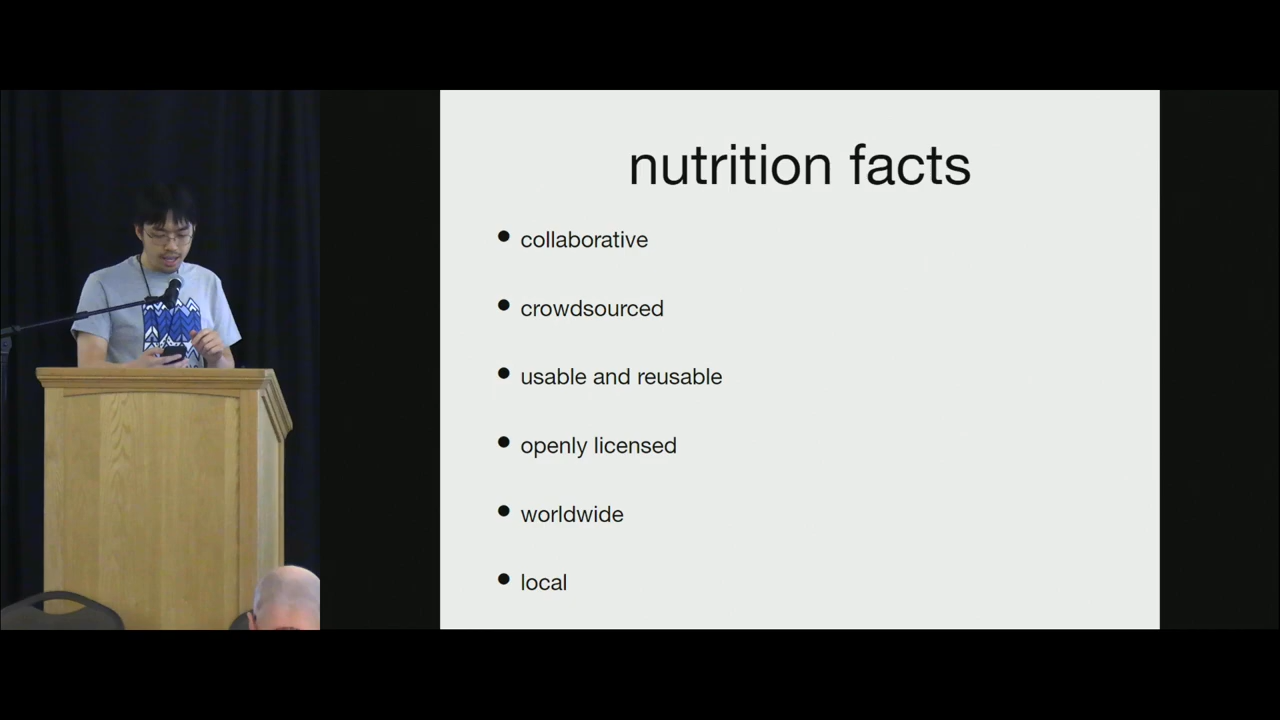 nutrition facts
collaborative
crowdsourced
usable and reusable
openly licensed
worldwide
local